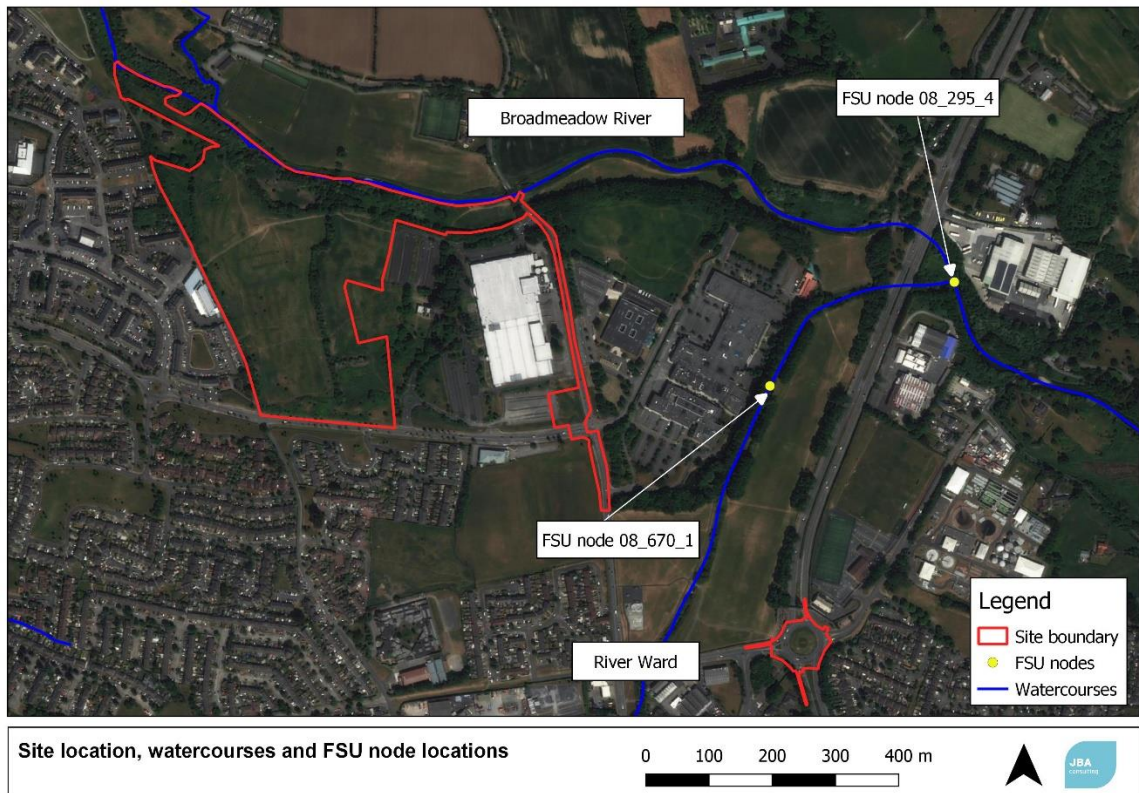 FSU node 08_295_4
Broadmeadow River
FSU node 08_670_1
River Ward
Legend
Site boundary
FSU nodes
Watercourses
Site location, watercourses and FSU node locations
0 100 200 300 400 m
JBA
consulting